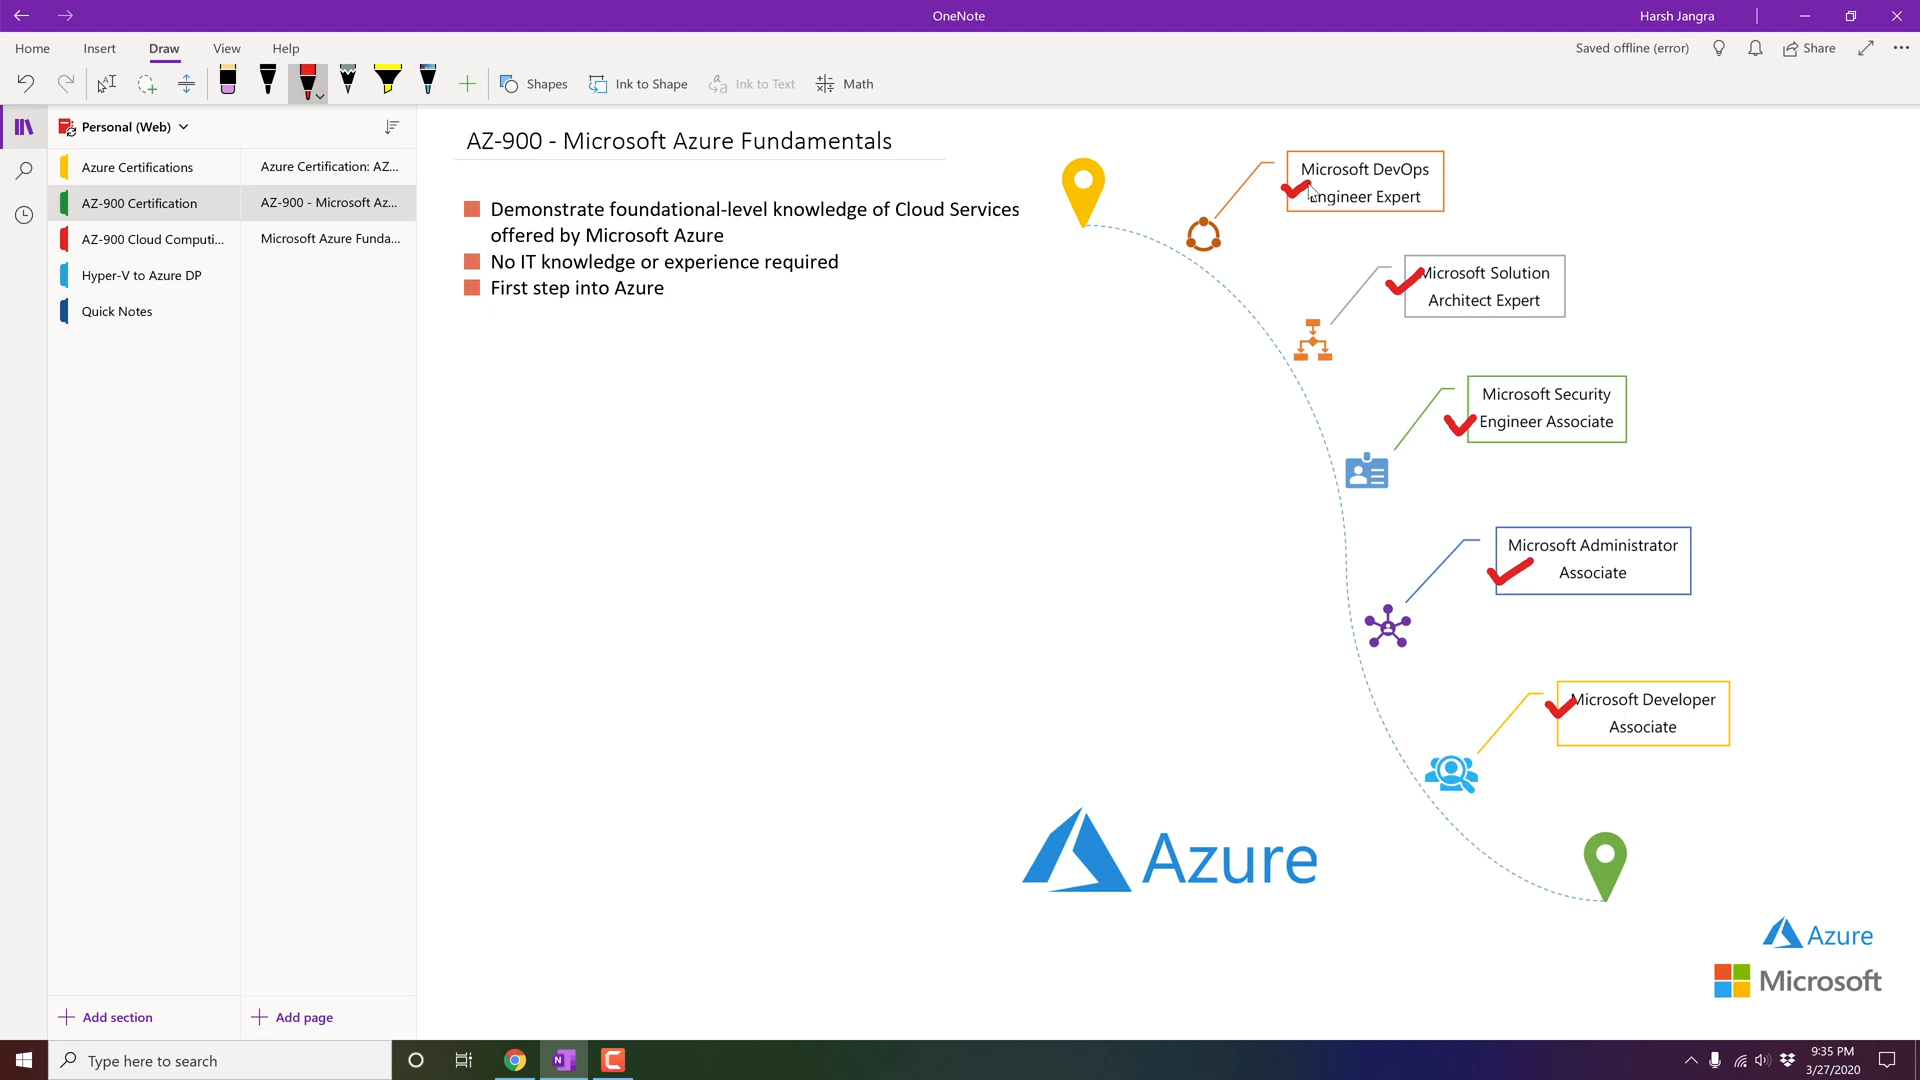 OneNote
Harsh Jangra
Home
Insert
Draw
View
Help
Saved offline (error)
Share
Shapes
Ink to Shape
Ink to Text
Math
Personal (Web)
Azure Certifications
AZ-900 Certification
AZ-900 Cloud Computi...
Hyper-V to Azure DP
Quick Notes
Azure Certification: AZ...
AZ-900 - Microsoft Az...
Microsoft Azure Funda...
Add section
Add page
AZ-900 - Microsoft Azure Fundamentals
Demonstrate foundational-level knowledge of Cloud Services
offered by Microsoft Azure
No IT knowledge or experience required
First step into Azure
Microsoft DevOps
Engineer Expert
Microsoft Solution
Architect Expert
Microsoft Security
Engineer Associate
Microsoft Administrator
Associate
Microsoft Developer
Associate
Azure
Azure
Microsoft
Type here to search
9:35 PM
3/27/2020